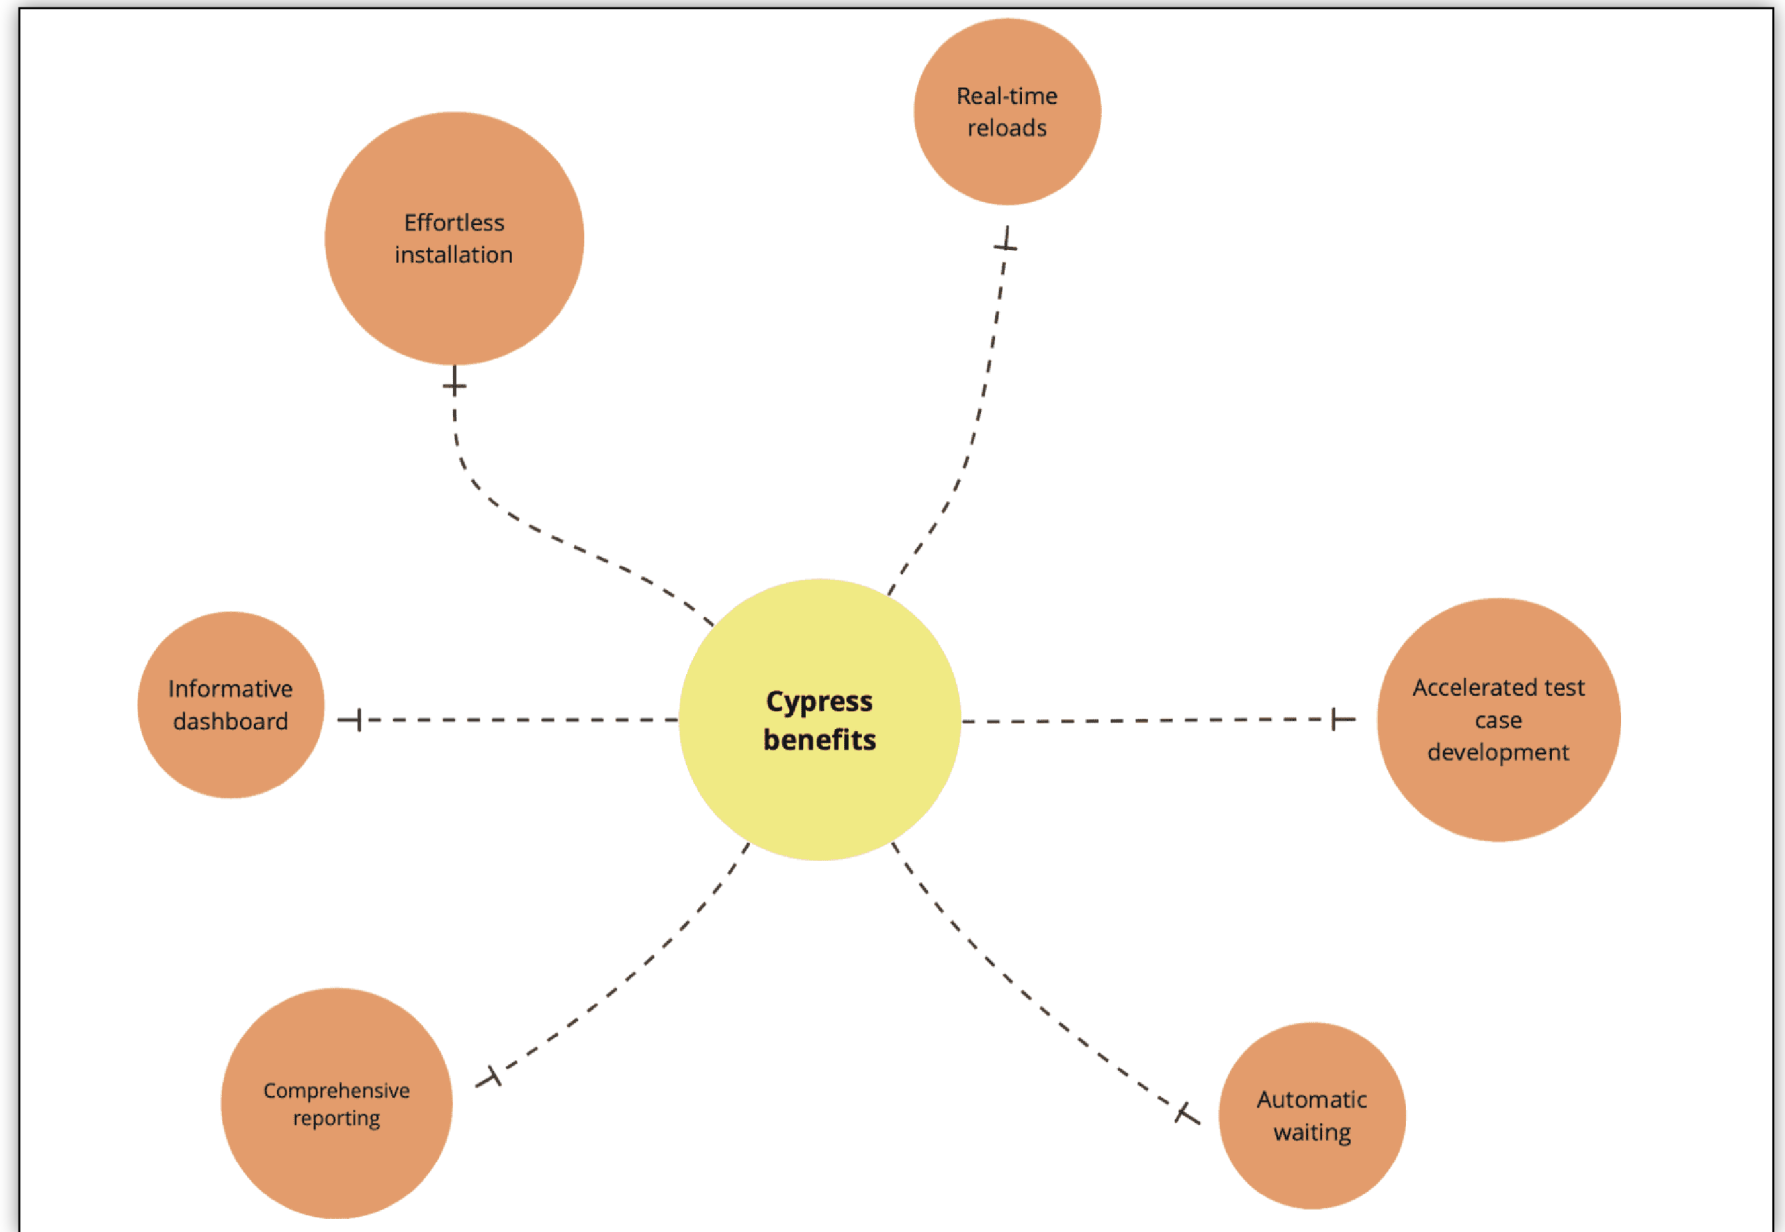 Real-time
reloads
Effortless
installation
Informative
dashboard
Cypress
benefits
Accelerated test
case
development
Comprehensive
reporting
Automatic
waiting